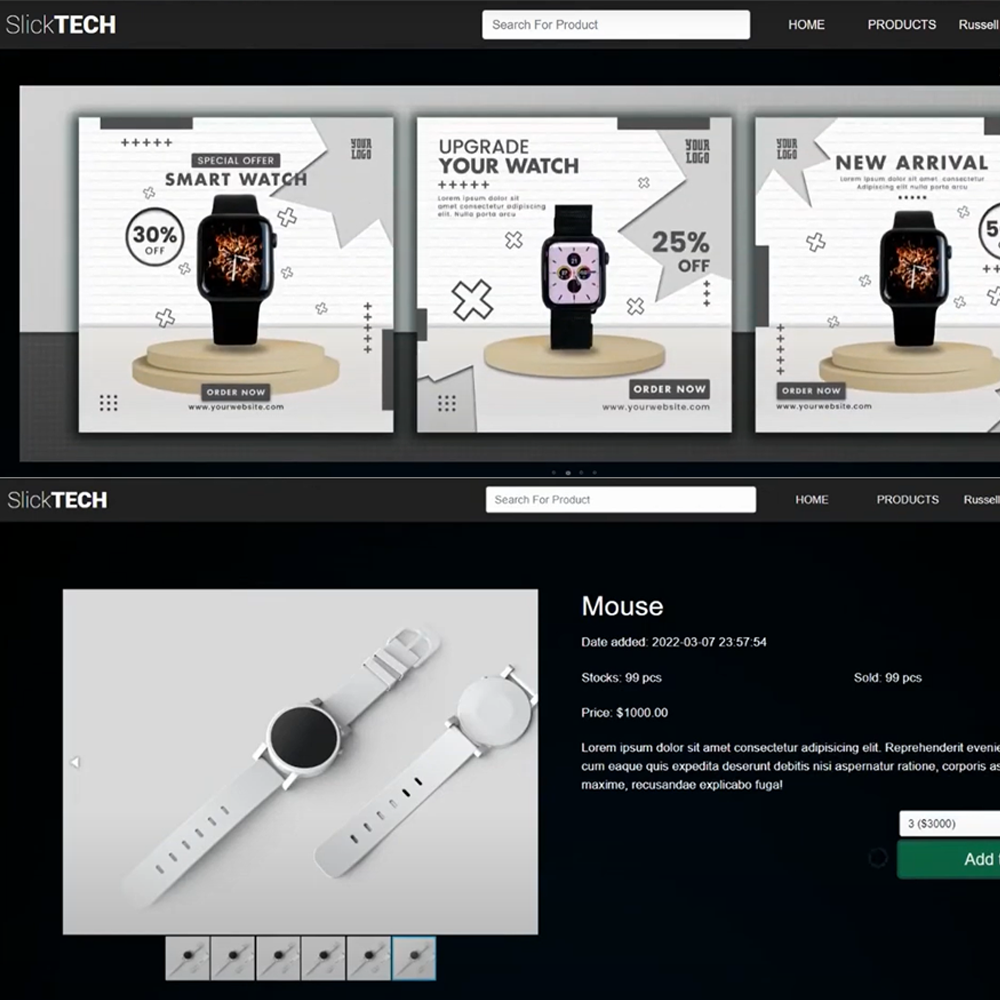 SlickTECH
Search For Product
HOME
PRODUCTS
Russell
SPECIAL OFFER
SMART WATCH
YOUR
LOGO
30%
OFF
ORDER NOW
www.yourwebsite.com
UPGRADE
YOUR WATCH
Lorem ipsum dolor sit
amet consectetur adipiscing
elit. Nulla porta arcu
YOUR
LOGO
25%
OFF
ORDER NOW
www.yourwebsite.com
YOUR
LOGO
NEW ARRIVAL
Lorem ipsum dolor sit amet, consectetur
Adipiscing elit nulla porta arcu
5
ORDER NOW
www.yourwebsite.com
SlickTECH
Search For Product
HOME
PRODUCTS
Russell
Mouse
Date added: 2022-03-07 23:57:54
Stocks: 99 pcs
Sold: 99 pcs
Price: $1000.00
Lorem ipsum dolor sit amet consectetur adipisicing elit. Reprehenderit evenie
cum eaque quis expedita deserunt debitis nisi aspernatur ratione, corporis as
maxime, recusandae explicabo fuga!
3 ($3000)
Add